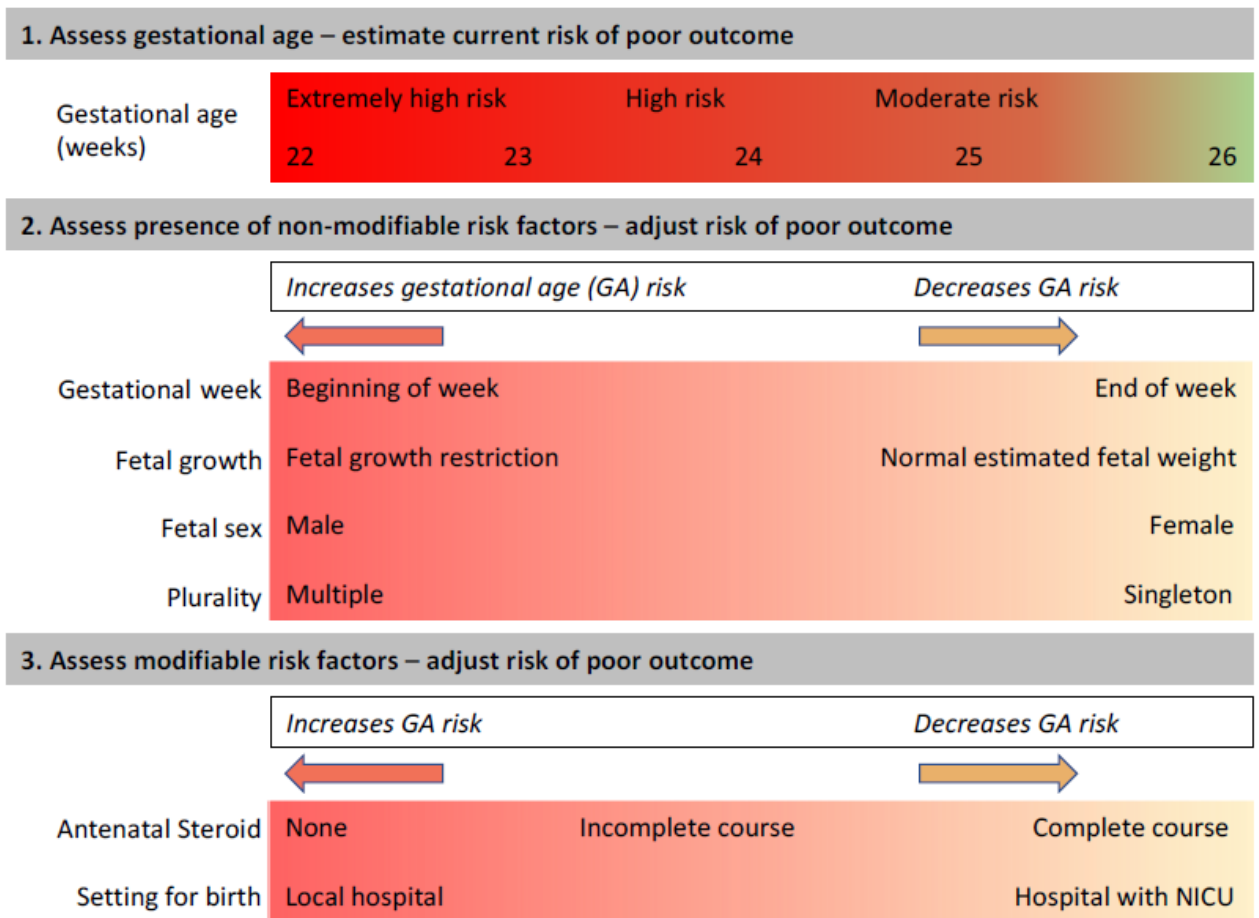 1. Assess gestational age – estimate current risk of poor outcome
Gestational age
(weeks)
Extremely high risk High risk Moderate risk
22 23 24 25 26
2. Assess presence of non-modifiable risk factors – adjust risk of poor outcome
Increases gestational age (GA) risk Decreases GA risk
Gestational week Beginning of week End of week
Fetal growth Fetal growth restriction Normal estimated fetal weight
Fetal sex Male Female
Plurality Multiple Singleton
3. Assess modifiable risk factors – adjust risk of poor outcome
Increases GA risk Decreases GA risk
Antenatal Steroid None Incomplete course Complete course
Setting for birth Local hospital Hospital with NICU